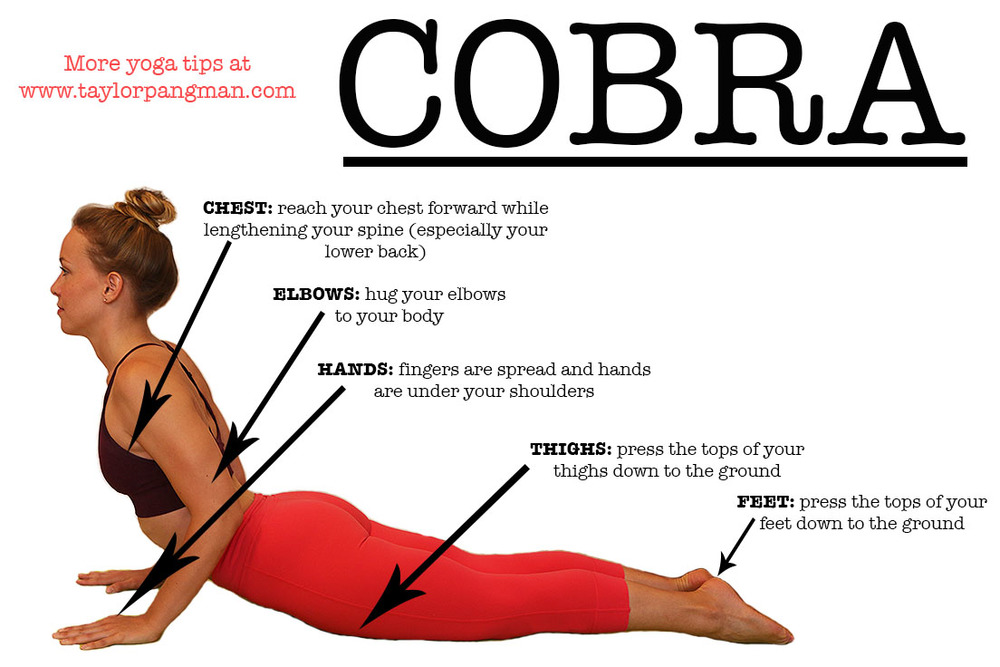 More yoga tips at
www.taylorpangman.com
COBRA
CHEST: reach your chest forward while
lengthening your spine (especially your
lower back)
ELBOWS: hug your elbows
to your body
HANDS: fingers are spread and hands
are under your shoulders
THIGHS: press the tops of your
thighs down to the ground
FEET: press the tops of your
feet down to the ground